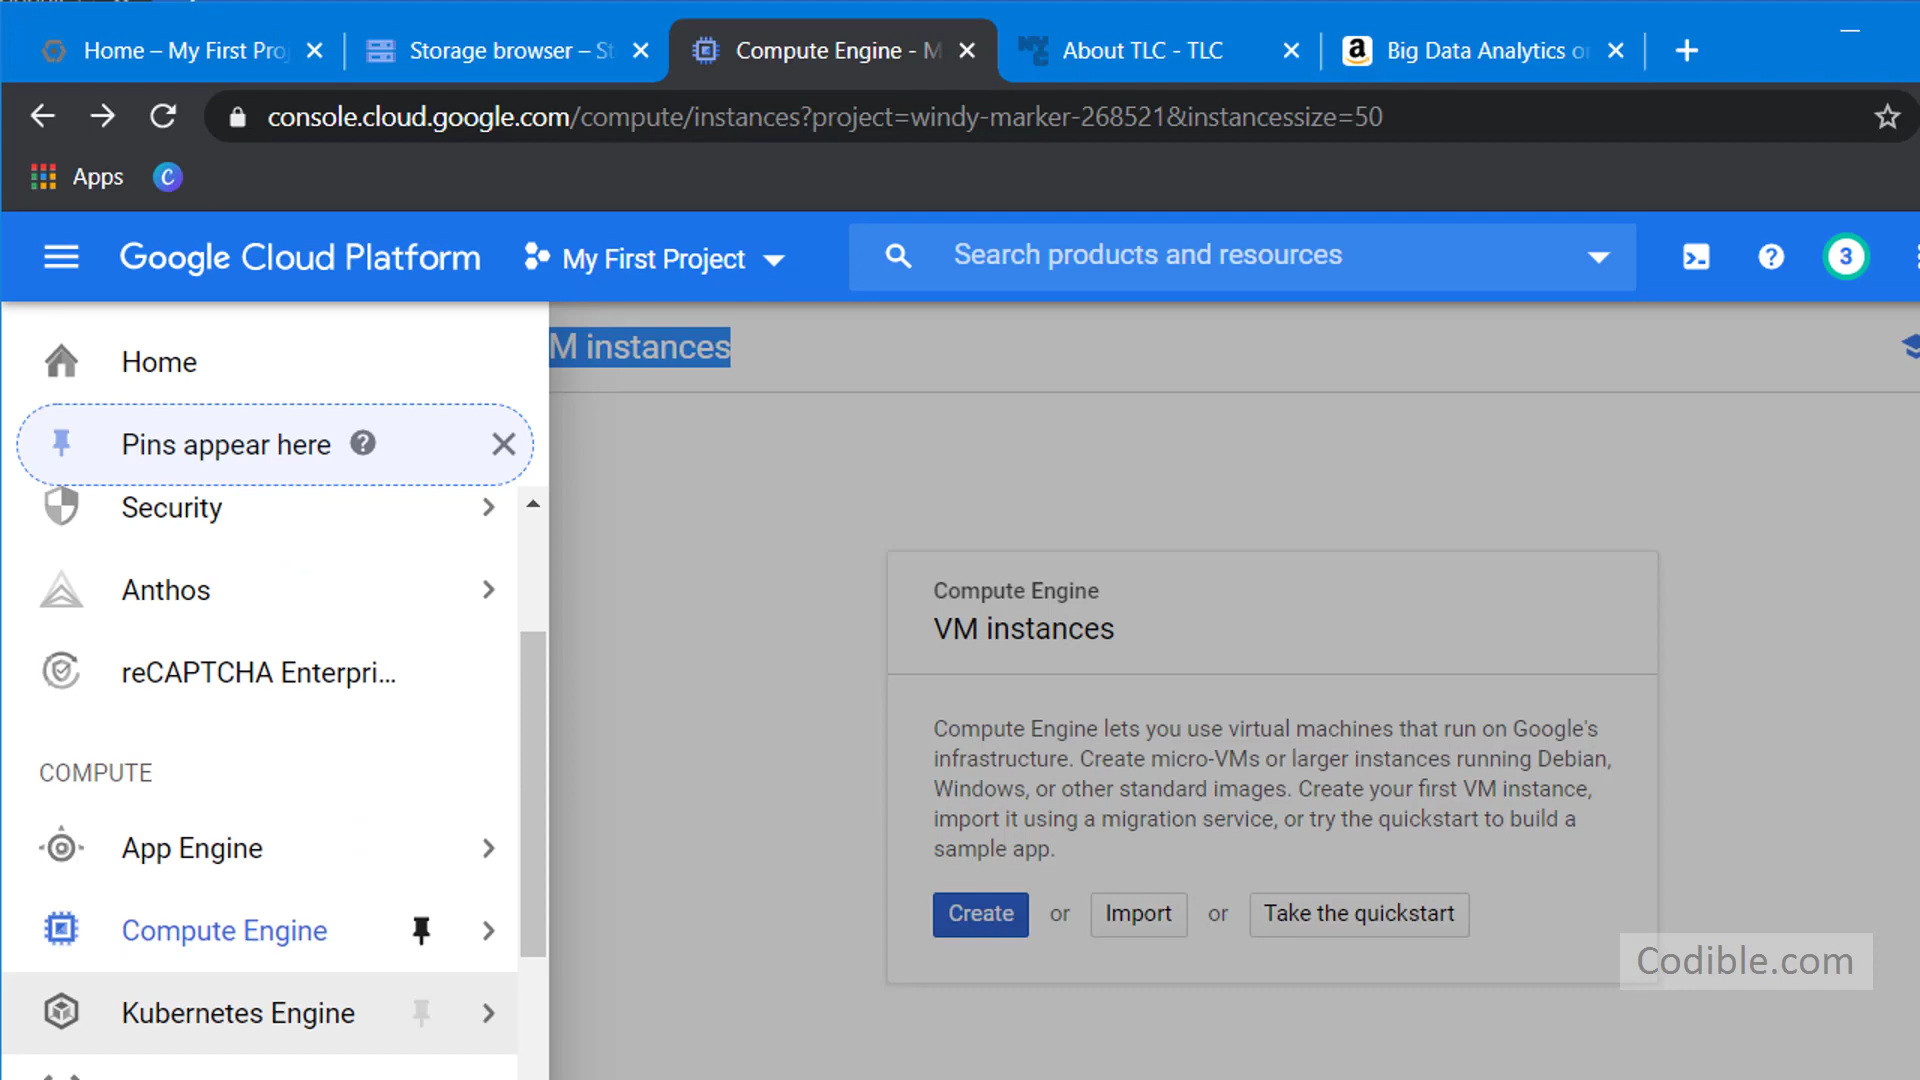 Home – My First Proj
Storage browser – St
Compute Engine - M
About TLC - TLC
Big Data Analytics on
console.cloud.google.com/compute/instances?project=windy-marker-268521&instancessize=50
Apps
C
Google Cloud Platform
My First Project
Search products and resources
3
Home
Pins appear here
Security
Anthos
reCAPTCHA Enterpri...
COMPUTE
App Engine
Compute Engine
Kubernetes Engine
M instances
Compute Engine
VM instances
Compute Engine lets you use virtual machines that run on Google's
infrastructure. Create micro-VMs or larger instances running Debian,
Windows, or other standard images. Create your first VM instance,
import it using a migration service, or try the quickstart to build a
sample app.
Create or Import or Take the quickstart
Codible.com